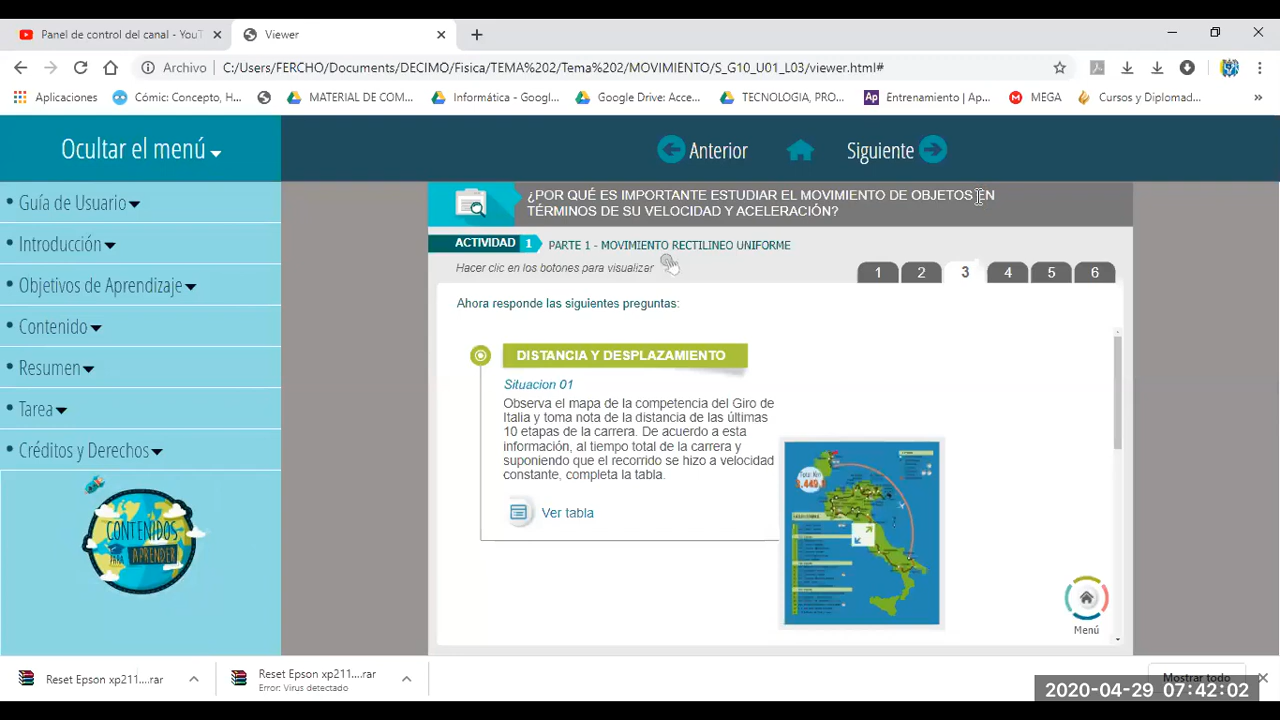 Panel de control del canal - YouT
Viewer
Archivo
C:/Users/FERCHO/Documents/DECIMO/Fisica/TEMA%202/Tema%202/MOVIMIENTO/S_G10_U01_L03/viewer.html#
Aplicaciones
Cómic: Concepto, H...
MATERIAL DE COM...
Informática - Googl...
Google Drive: Acce...
TECNOLOGIA, PRO...
Ap Entrenamiento | Ap...
MEGA
Cursos y Diplomad...
»
Ocultar el menú
Anterior
Siguiente
Guía de Usuario
Introducción
Objetivos de Aprendizaje
Contenido
Resumen
Tarea
Créditos y Derechos
CONTENIDOS
PARA
APRENDER
¿POR QUÉ ES IMPORTANTE ESTUDIAR EL MOVIMIENTO DE OBJETOS EN
TÉRMINOS DE SU VELOCIDAD Y ACELERACIÓN?
ACTIVIDAD 1 PARTE 1 - MOVIMIENTO RECTILINEO UNIFORME
Hacer clic en los botones para visualizar
1 2 3 4 5 6
Ahora responde las siguientes preguntas:
DISTANCIA Y DESPLAZAMIENTO
Situacion 01
Observa el mapa de la competencia del Giro de
Italia y toma nota de la distancia de las últimas
10 etapas de la carrera. De acuerdo a esta
información, al tiempo total de la carrera y
suponiendo que el recorrido se hizo a velocidad
constante, completa la tabla.
Ver tabla
Menú
Reset Epson xp211....rar
Reset Epson xp211....rar
Error: Virus detectado
Mostrar todo
2020-04-29 07:42:02